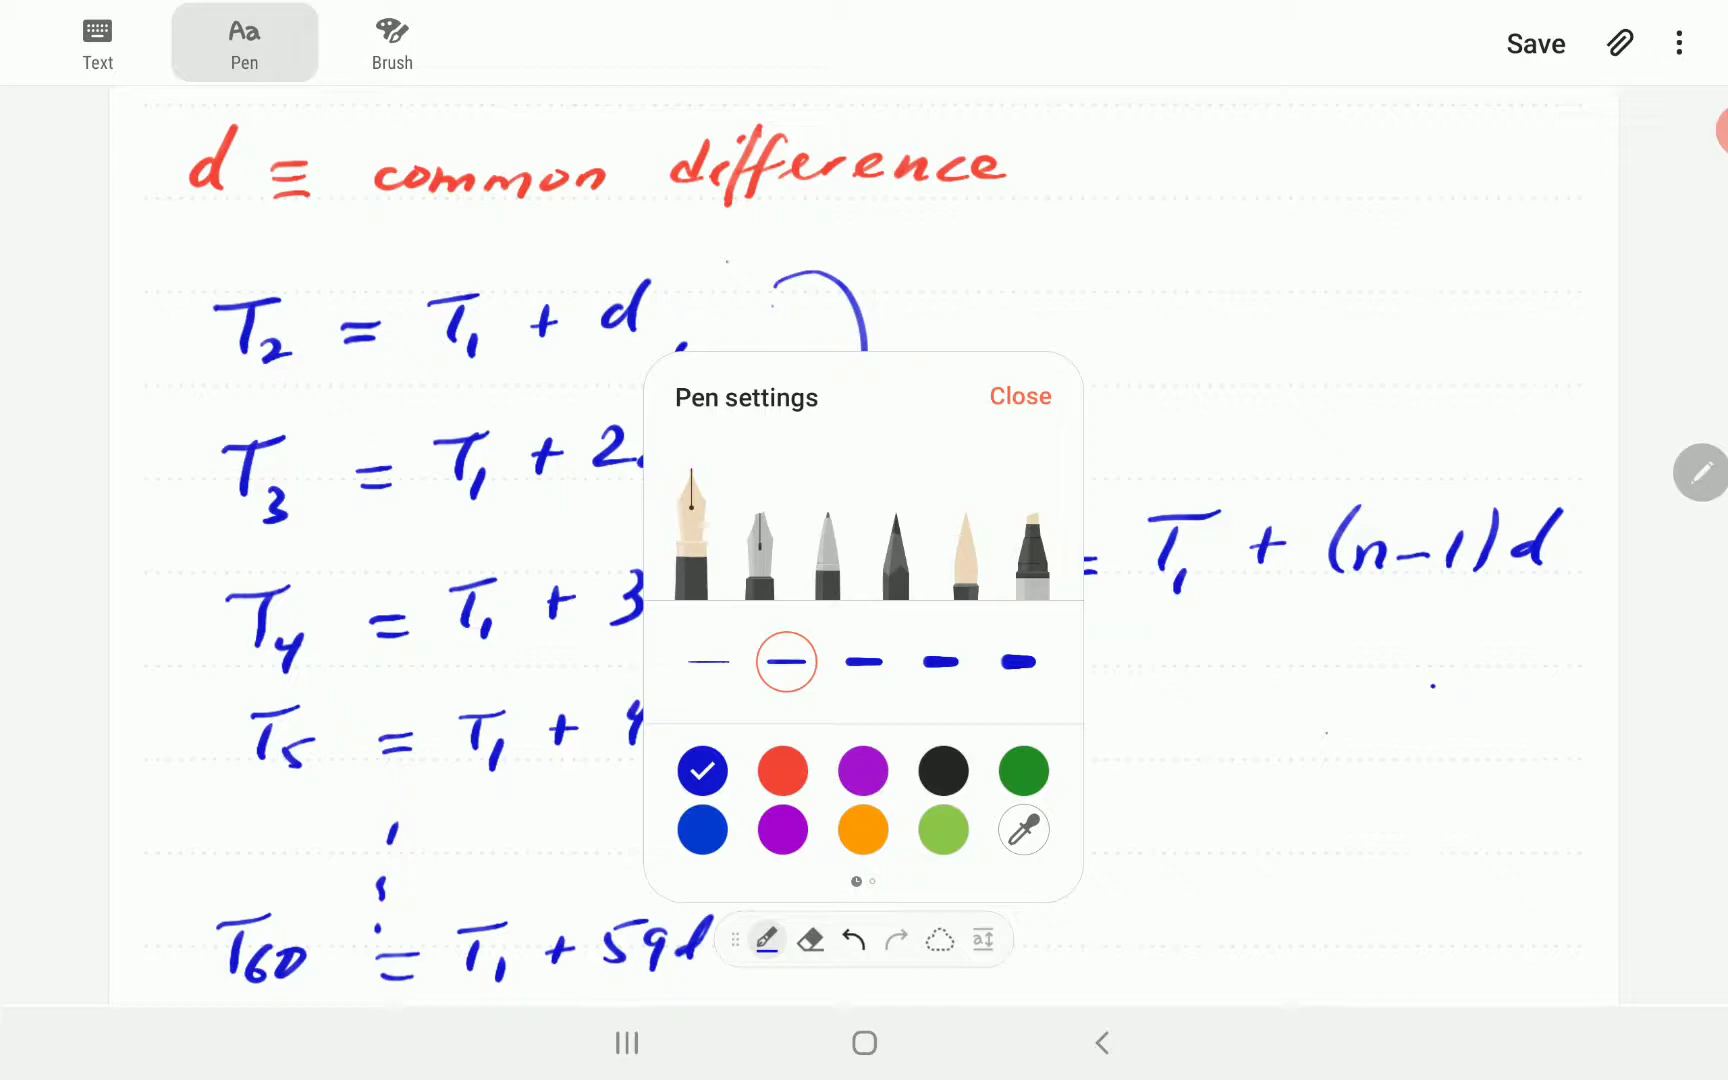 Text Pen Brush Save
d ≡ common difference
T₂ = T₁ + d
T₃ = T₁ + 2
= T₁ + (n-1)d
T₄ = T₁ + 3
T₅ = T₁ + 4
T₆₀ = T₁ + 59d
Pen settings Close